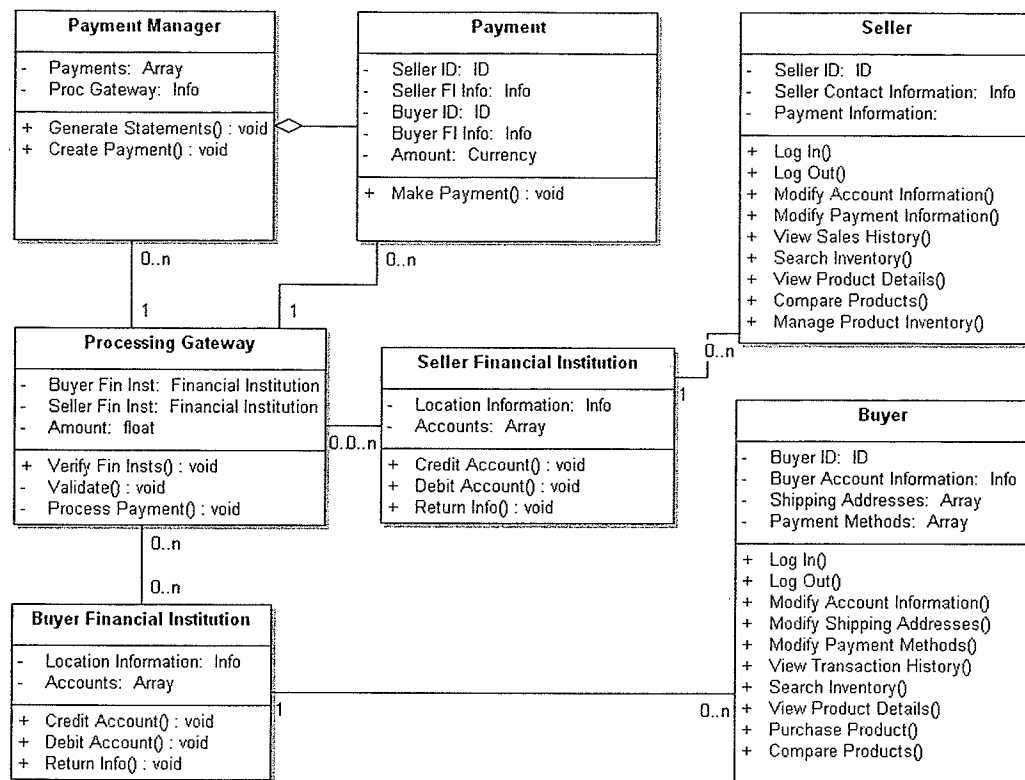 Payment Manager
- Payments: Array
- Proc Gateway: Info
+ Generate Statements() : void
+ Create Payment() : void
Payment
- Seller ID: ID
- Seller FI Info: Info
- Buyer ID: ID
- Buyer FI Info: Info
- Amount: Currency
+ Make Payment() : void
Seller
- Seller ID: ID
- Seller Contact Information: Info
- Payment Information:
+ Log In()
+ Log Out()
+ Modify Account Information()
+ Modify Payment Information()
+ View Sales History()
+ Search Inventory()
+ View Product Details()
+ Compare Products()
+ Manage Product Inventory()
0..n
1
0..n
1
Processing Gateway
- Buyer Fin Inst: Financial Institution
- Seller Fin Inst: Financial Institution
- Amount: float
+ Verify Fin Insts() : void
- Validate() : void
- Process Payment() : void
0.0..n
Seller Financial Institution
- Location Information: Info
- Accounts: Array
+ Credit Account() : void
+ Debit Account() : void
+ Return Info() : void
1
0..n
Buyer
- Buyer ID: ID
- Buyer Account Information: Info
- Shipping Addresses: Array
- Payment Methods: Array
+ Log In()
+ Log Out()
+ Modify Account Information()
+ Modify Shipping Addresses()
+ Modify Payment Methods()
+ View Transaction History()
+ Search Inventory()
+ View Product Details()
+ Purchase Product()
+ Compare Products()
0..n
0..n
Buyer Financial Institution
- Location Information: Info
- Accounts: Array
+ Credit Account() : void
+ Debit Account() : void
+ Return Info() : void
1
0..n